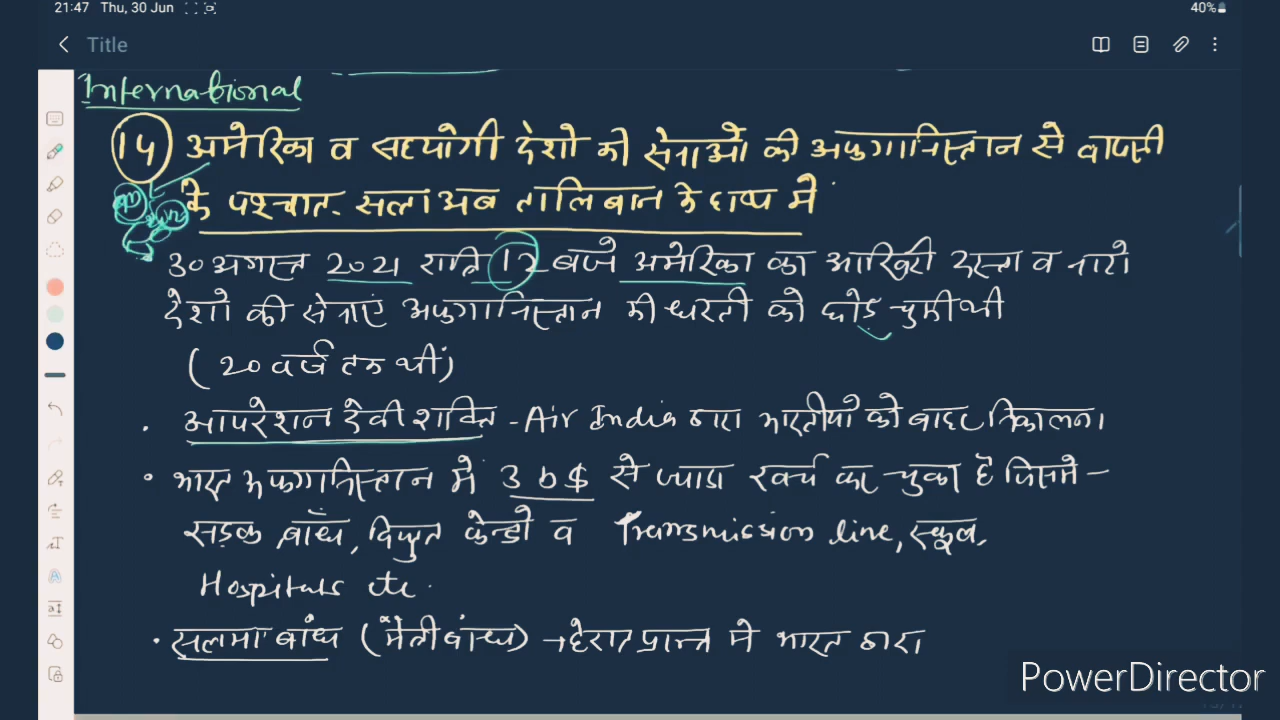 21:47 Thu, 30 Jun
40%
Title
International
14 अमेरिका व सहयोगी देशो की सेनाओं की अफगानिस्तान से वापसी
के पश्चात सत्ता अब तालिबान के हाथ में
30 अगस्त 2021 रात्रि 12 बजे अमेरिका का आखिरी दस्ता व नाटो
देशो की सेनाएं अफगानिस्तान की धरती को छोड़ चुकी थी
(20 वर्ष तक थीं)
. आपरेशन देवी शक्ति - Air India द्वारा भारतीयो को बाहर निकालना।
• भारत अफगानिस्तान में 3 b $ से ज्यादा खर्च कर चुका है जिसमे -
सड़क बाँध, विद्युत केन्द्रो व Transmission line, स्कूल,
Hospitals etc.
• सलमा बांध (मैत्री बांध) → हेरात प्रान्त मे भारत द्वारा
PowerDirector